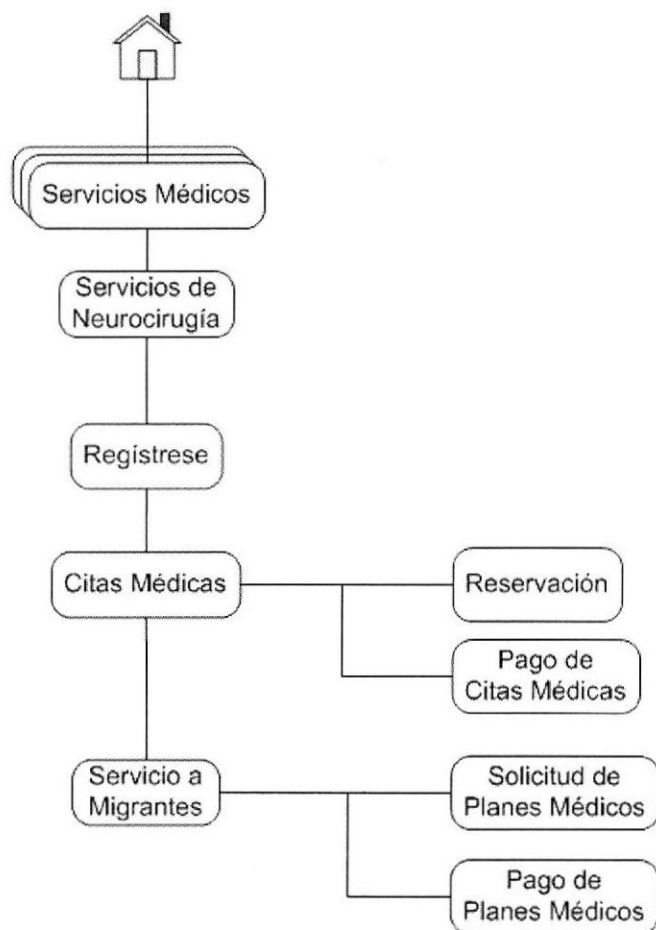 Servicios Médicos
Servicios de
Neurocirugía
Regístrese
Citas Médicas
Reservación
Pago de
Citas Médicas
Servicio a
Migrantes
Solicitud de
Planes Médicos
Pago de
Planes Médicos